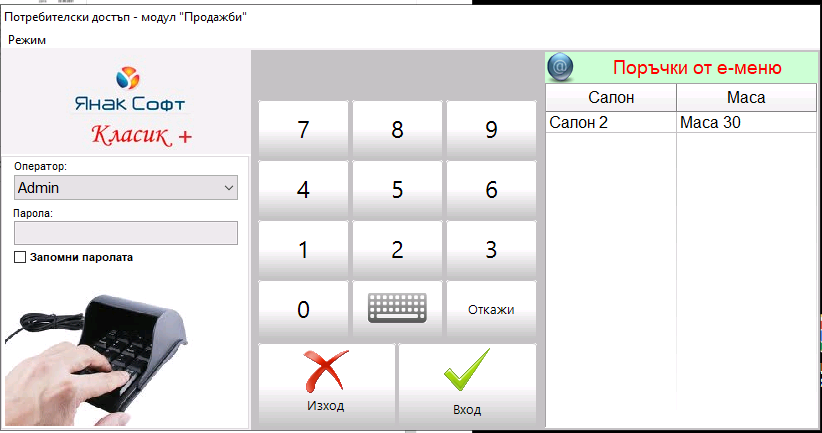 Потребителски достъп - модул "Продажби"
Режим
Янак Софт
Класик +
Оператор:
Admin
Парола:
Запомни паролата
7 8 9
4 5 6
1 2 3
0 Откажи
Изход Вход
@ Поръчки от е-меню
Салон Маса
Салон 2 Маса 30